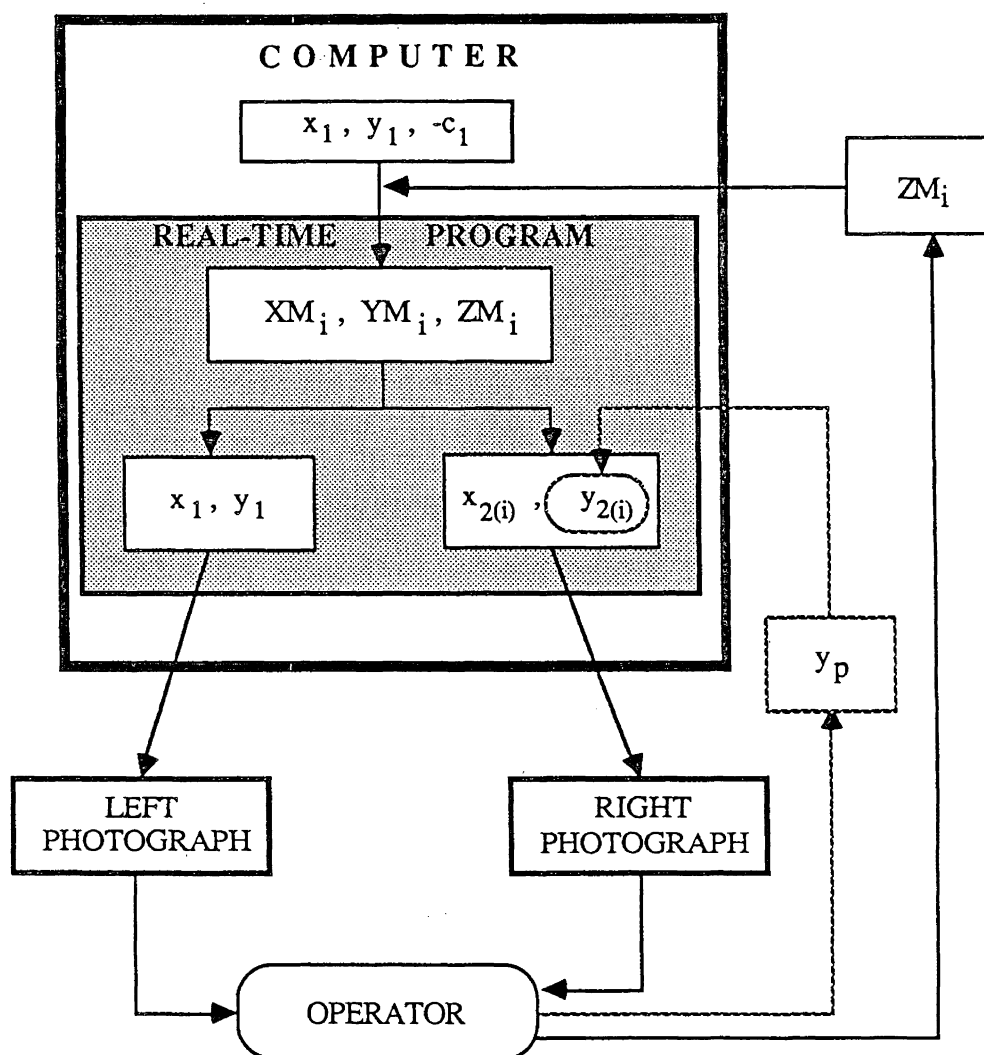 COMPUTER
x₁, y₁, -c₁
ZMᵢ
REAL-TIME PROGRAM
XMᵢ, YMᵢ, ZMᵢ
x₁, y₁
x₂₍ᵢ₎, y₂₍ᵢ₎
yₚ
LEFT
PHOTOGRAPH
RIGHT
PHOTOGRAPH
OPERATOR